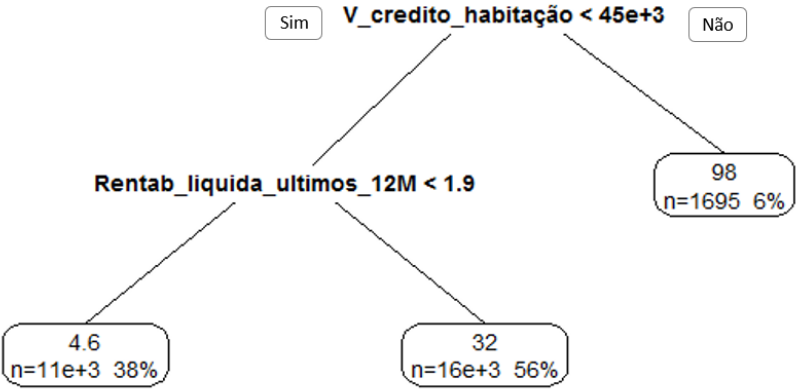 Sim
V_credito_habitação < 45e+3
Não
98
n=1695 6%
Rentab_liquida_ultimos_12M < 1.9
4.6
n=11e+3 38%
32
n=16e+3 56%